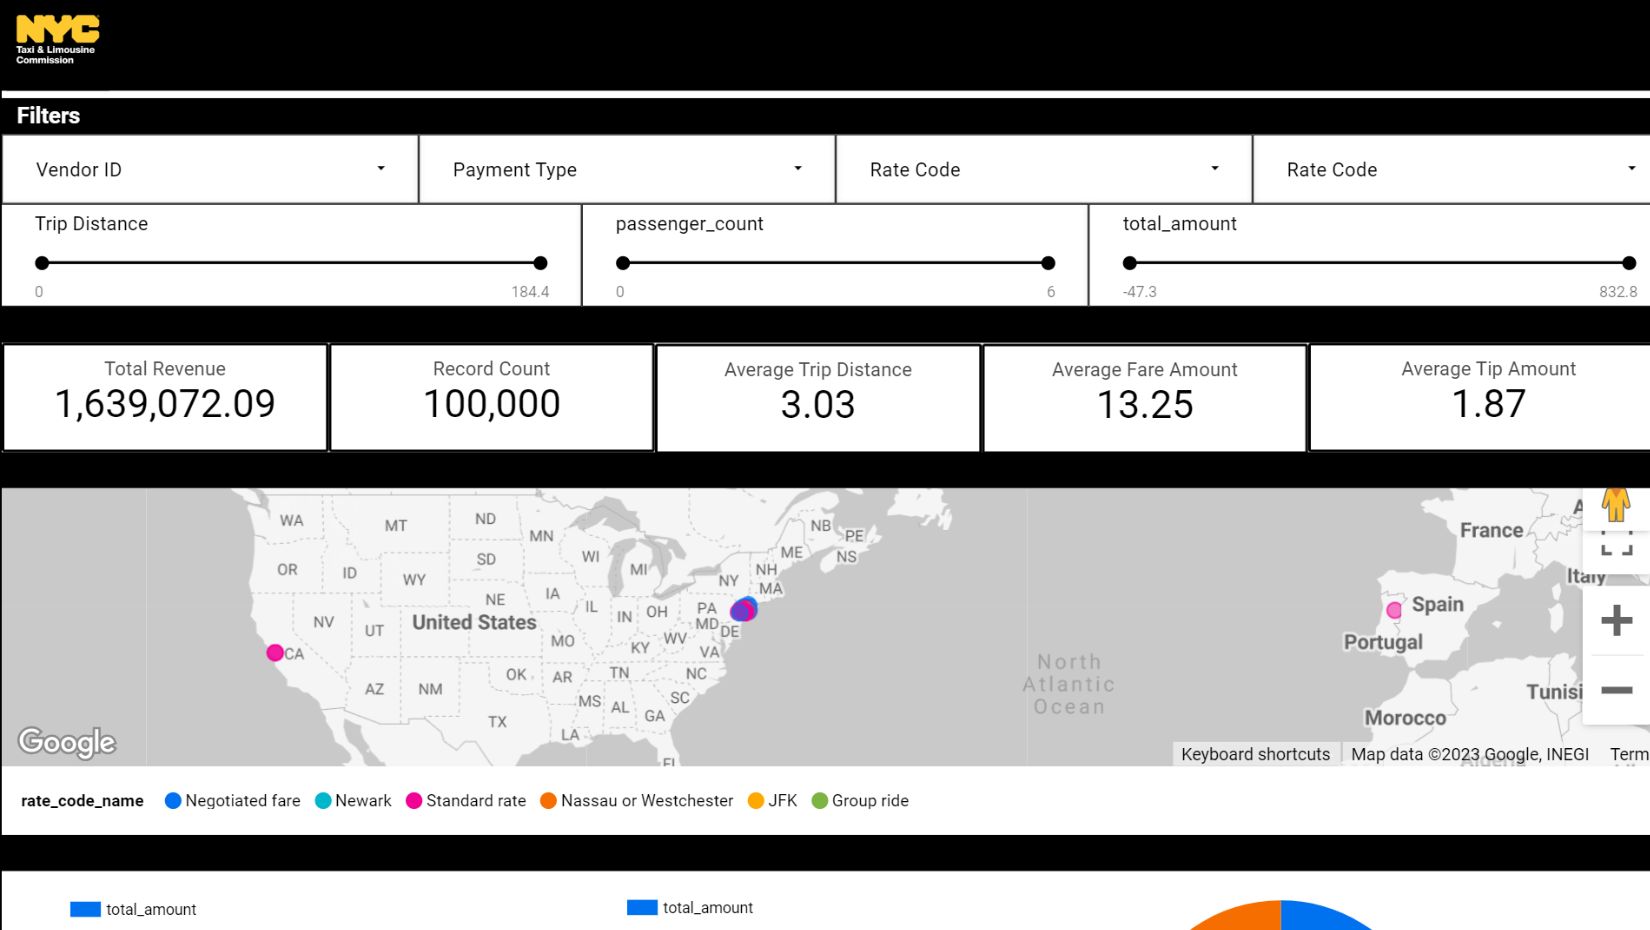 NYC
Taxi & Limousine
Commission
Filters
Vendor ID
Payment Type
Rate Code
Rate Code
Trip Distance
0
184.4
passenger_count
0
6
total_amount
-47.3
832.8
Total Revenue
1,639,072.09
Record Count
100,000
Average Trip Distance
3.03
Average Fare Amount
13.25
Average Tip Amount
1.87
WA
MT
ND
MN
NB
PE
NS
ME
OR
ID
WY
SD
WI
MI
NY
NH
MA
NE
IA
IL
IN
OH
PA
MD
DE
NV
UT
United States
MO
KY
WV
VA
CA
AZ
NM
OK
AR
TN
NC
SC
MS
AL
GA
TX
LA
FL
North
Atlantic
Ocean
France
Italy
Spain
Portugal
Morocco
Tunisi
Algeria
Google
Keyboard shortcuts
Map data ©2023 Google, INEGI
Term
rate_code_name
Negotiated fare
Newark
Standard rate
Nassau or Westchester
JFK
Group ride
total_amount
total_amount